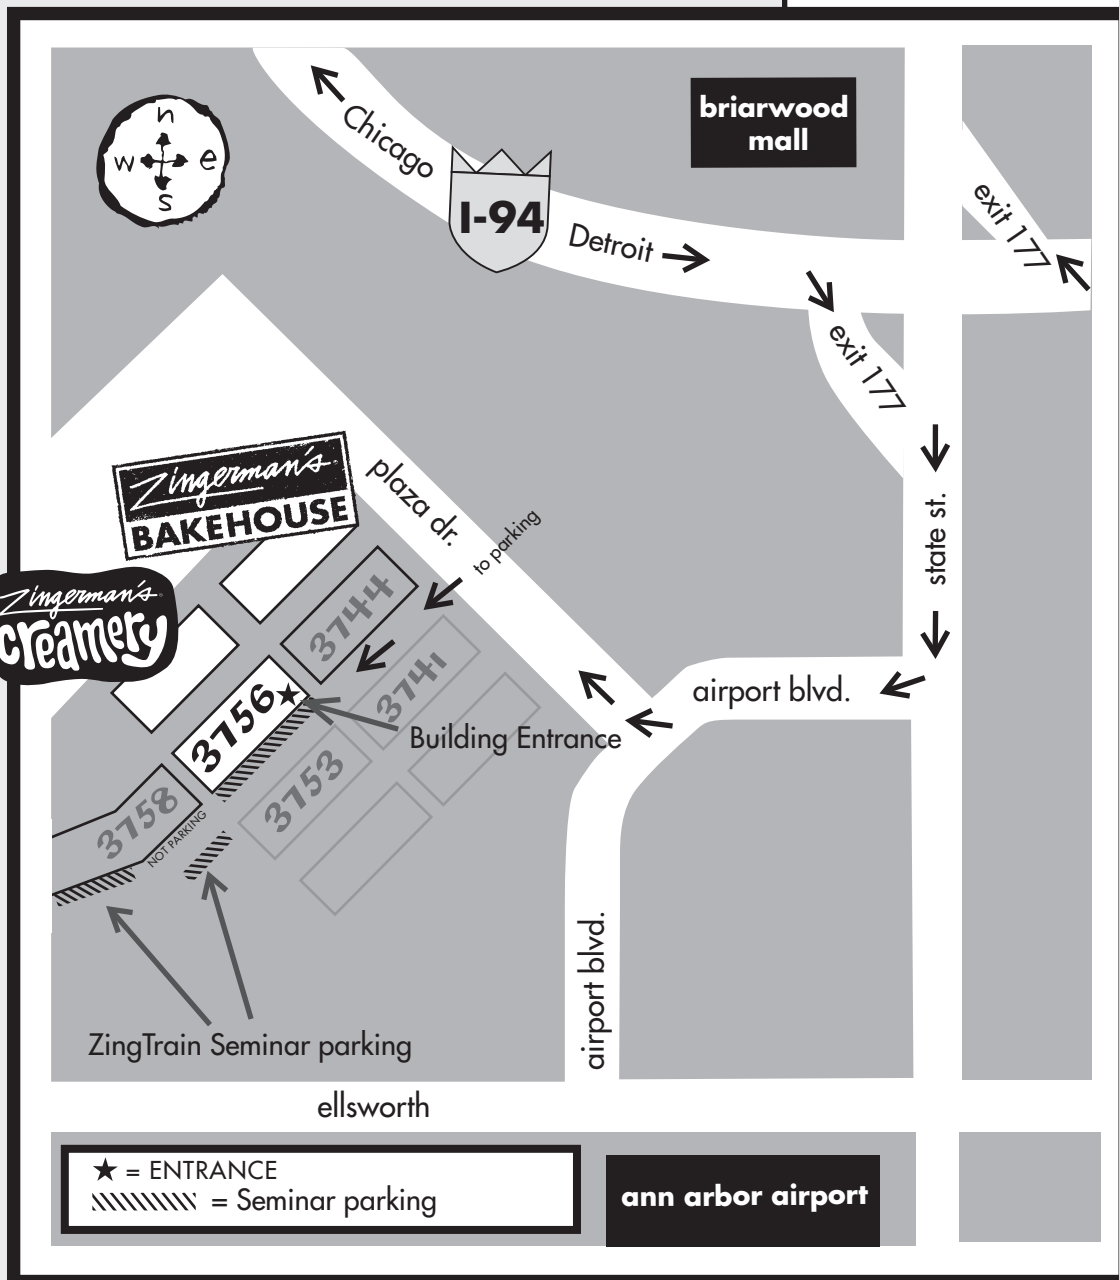 n
w e
s
Chicago
I-94
Detroit
briarwood
mall
exit 177
exit 177
state st.
Zingerman's
BAKEHOUSE
plaza dr.
to parking
Zingerman's
creamery
3744
3741
3756
Building Entrance
airport blvd.
3753
3758
NOT PARKING
airport blvd.
ZingTrain Seminar parking
ellsworth
★ = ENTRANCE
= Seminar parking
ann arbor airport